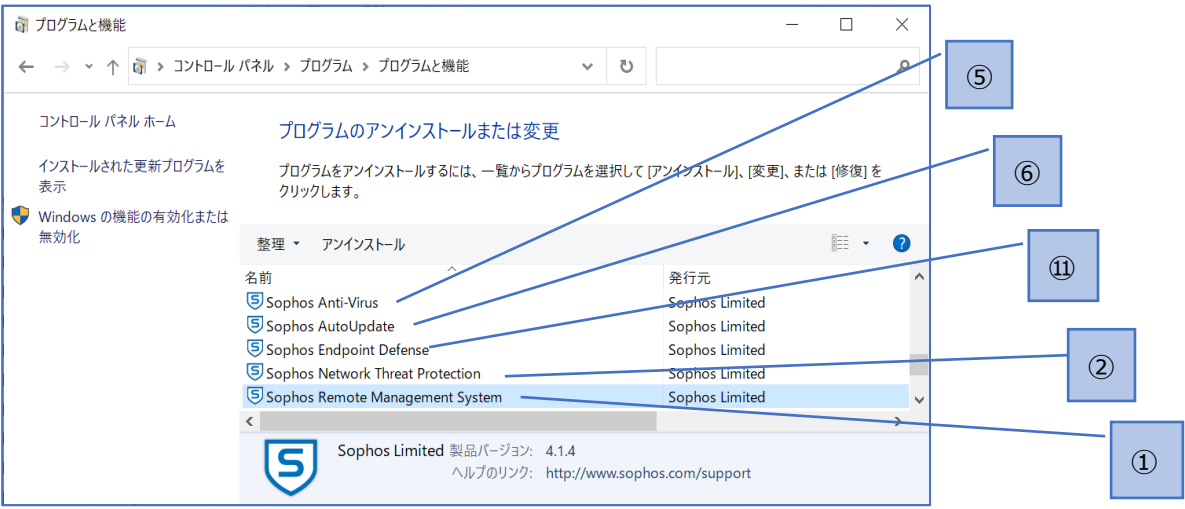 プログラムと機能
コントロール パネル > プログラム > プログラムと機能
⑤
コントロール パネル ホーム
インストールされた更新プログラムを
表示
Windows の機能の有効化または
無効化
プログラムのアンインストールまたは変更
プログラムをアンインストールするには、一覧からプログラムを選択して [アンインストール]、[変更]、または [修復] を
クリックします。
⑥
整理 アンインストール
名前 発行元
⑪
Sophos Anti-Virus Sophos Limited
Sophos AutoUpdate Sophos Limited
Sophos Endpoint Defense Sophos Limited
Sophos Network Threat Protection Sophos Limited
②
Sophos Remote Management System Sophos Limited
Sophos Limited 製品バージョン: 4.1.4
ヘルプのリンク: http://www.sophos.com/support
①